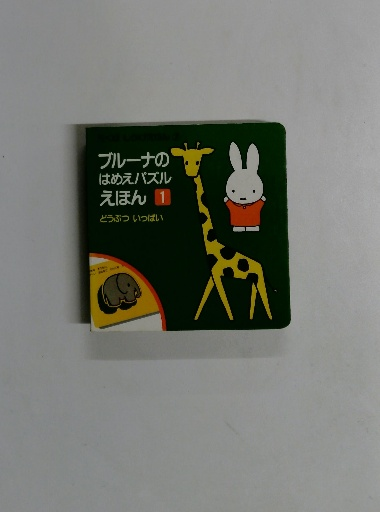 ブルーナの
はめえパズル
えほん 1
どうぶつ いっぱい